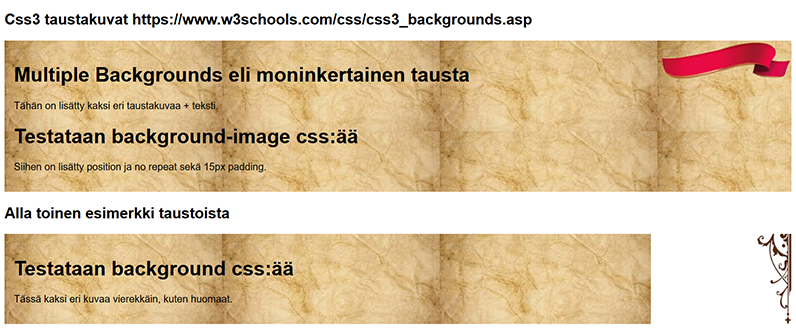 Css3 taustakuvat https://www.w3schools.com/css/css3_backgrounds.asp
Multiple Backgrounds eli moninkertainen tausta
Tähän on lisätty kaksi eri taustakuvaa + teksti,
Testataan background-image css:ää
Siihen on lisätty position ja no repeat sekä 15px padding.
Alla toinen esimerkki taustoista
Testataan background css:ää
Tässä kaksi eri kuvaa vierekkäin, kuten huomaat.